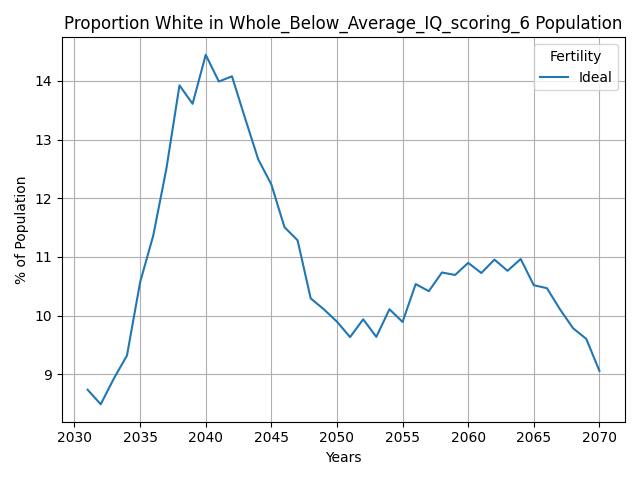 Proportion White in Whole_Below_Average_IQ_scoring_6 Population
Fertility
Ideal
% of Population
14
13
12
11
10
9
2030 2035 2040 2045 2050 2055 2060 2065 2070
Years